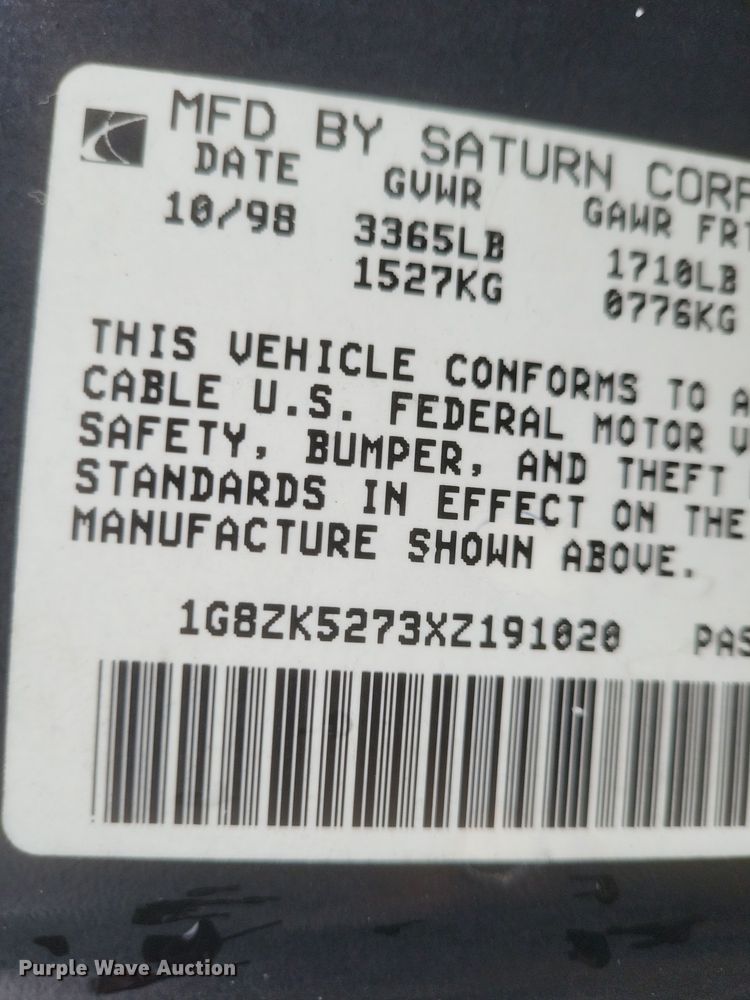 MFD BY SATURN CORP
DATE GVWR GAWR FRT
10/98 3365LB 1710LB
1527KG 0776KG
THIS VEHICLE CONFORMS TO A
CABLE U.S. FEDERAL MOTOR V
SAFETY, BUMPER, AND THEFT
STANDARDS IN EFFECT ON THE
MANUFACTURE SHOWN ABOVE.
1G8ZK5273XZ191020 PAS
Purple Wave Auction